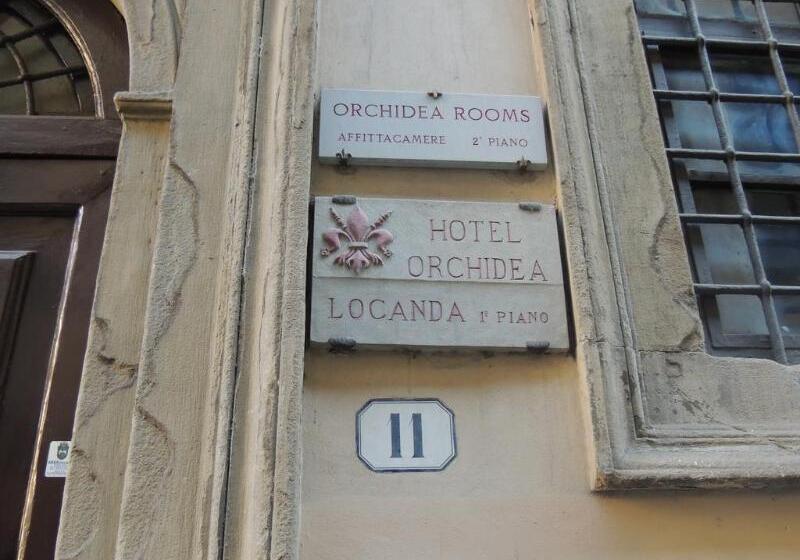 ORCHIDEA ROOMS
AFFITTACAMERE 2° PIANO
HOTEL
ORCHIDEA
LOCANDA 1° PIANO
11